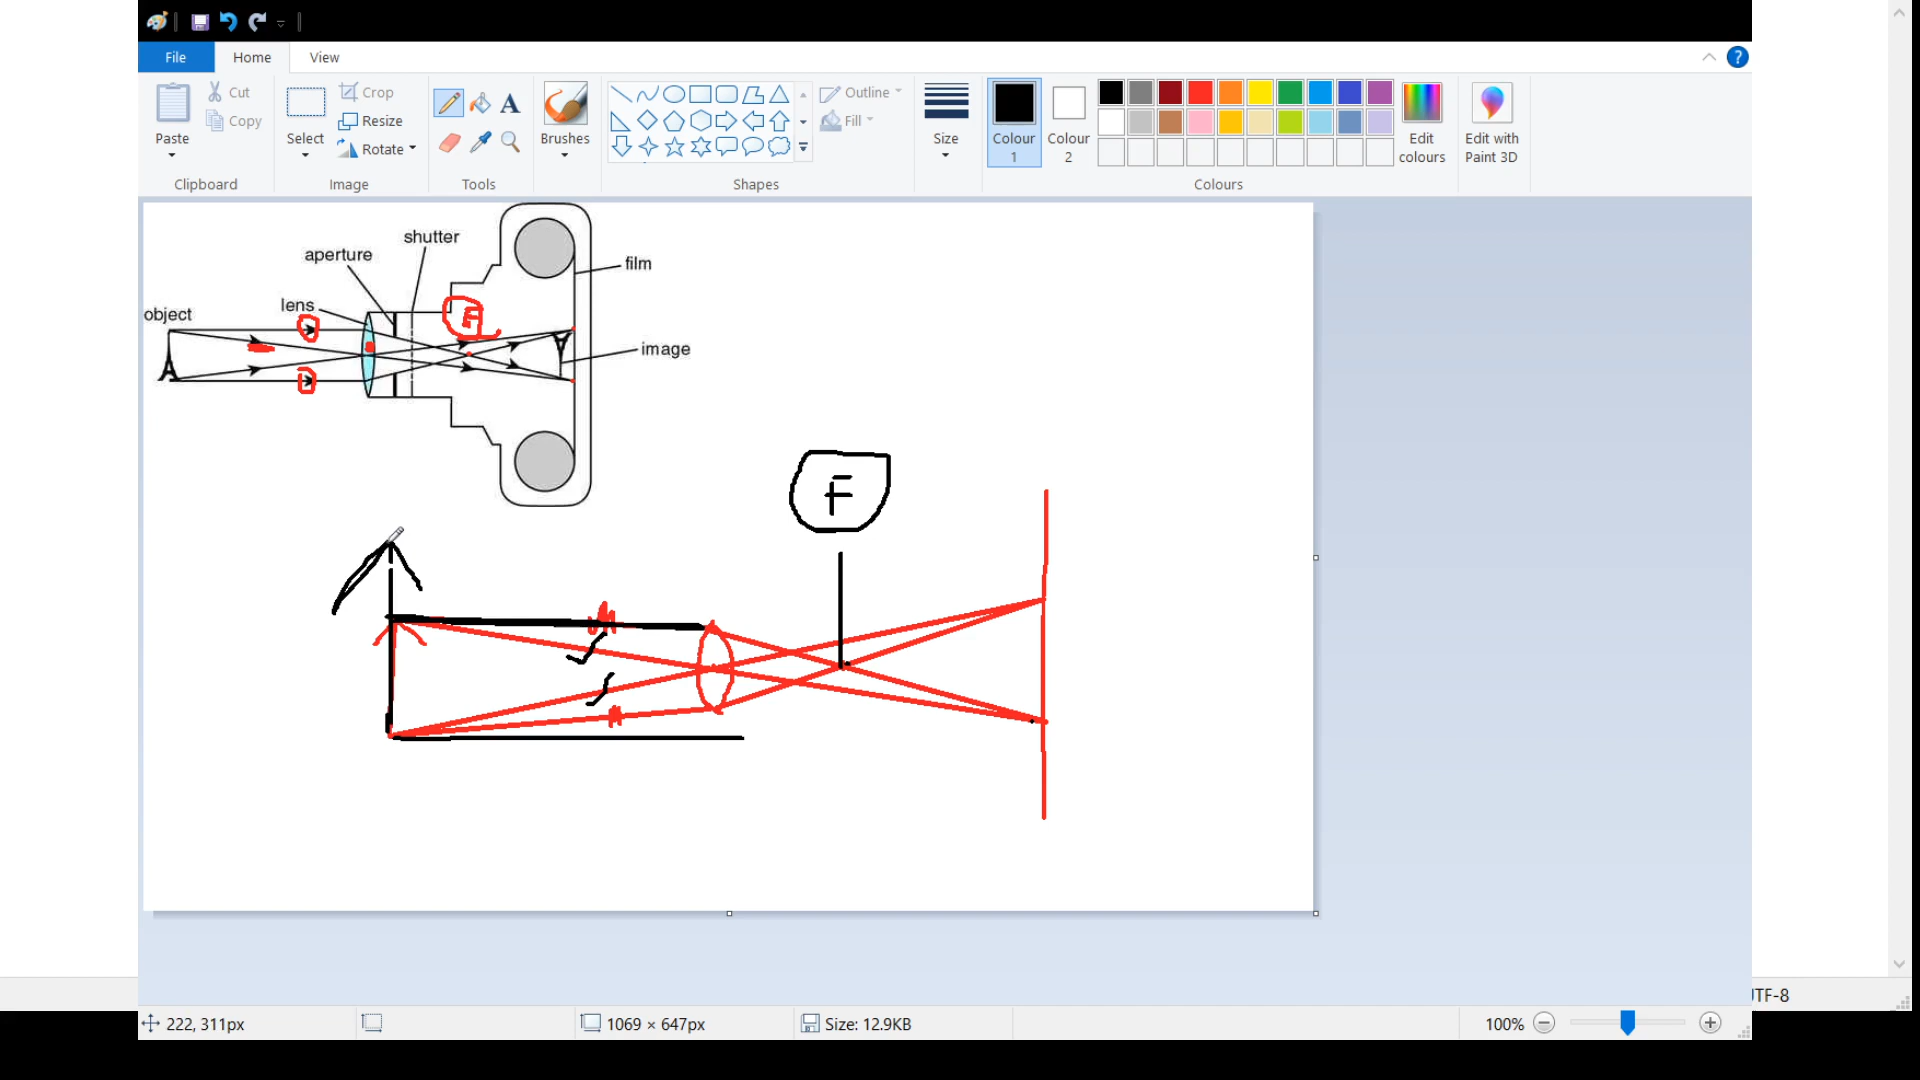 File Home View
Paste
Cut
Copy
Clipboard
Select
Crop
Resize
Rotate
Image
Tools
Brushes
Shapes
Outline
Fill
Size
Colour 1
Colour 2
Colours
Edit colours
Edit with Paint 3D
shutter
aperture
film
lens
object
F
A
A
image
F
UTF-8
222, 311px
1069 × 647px
Size: 12.9KB
100%